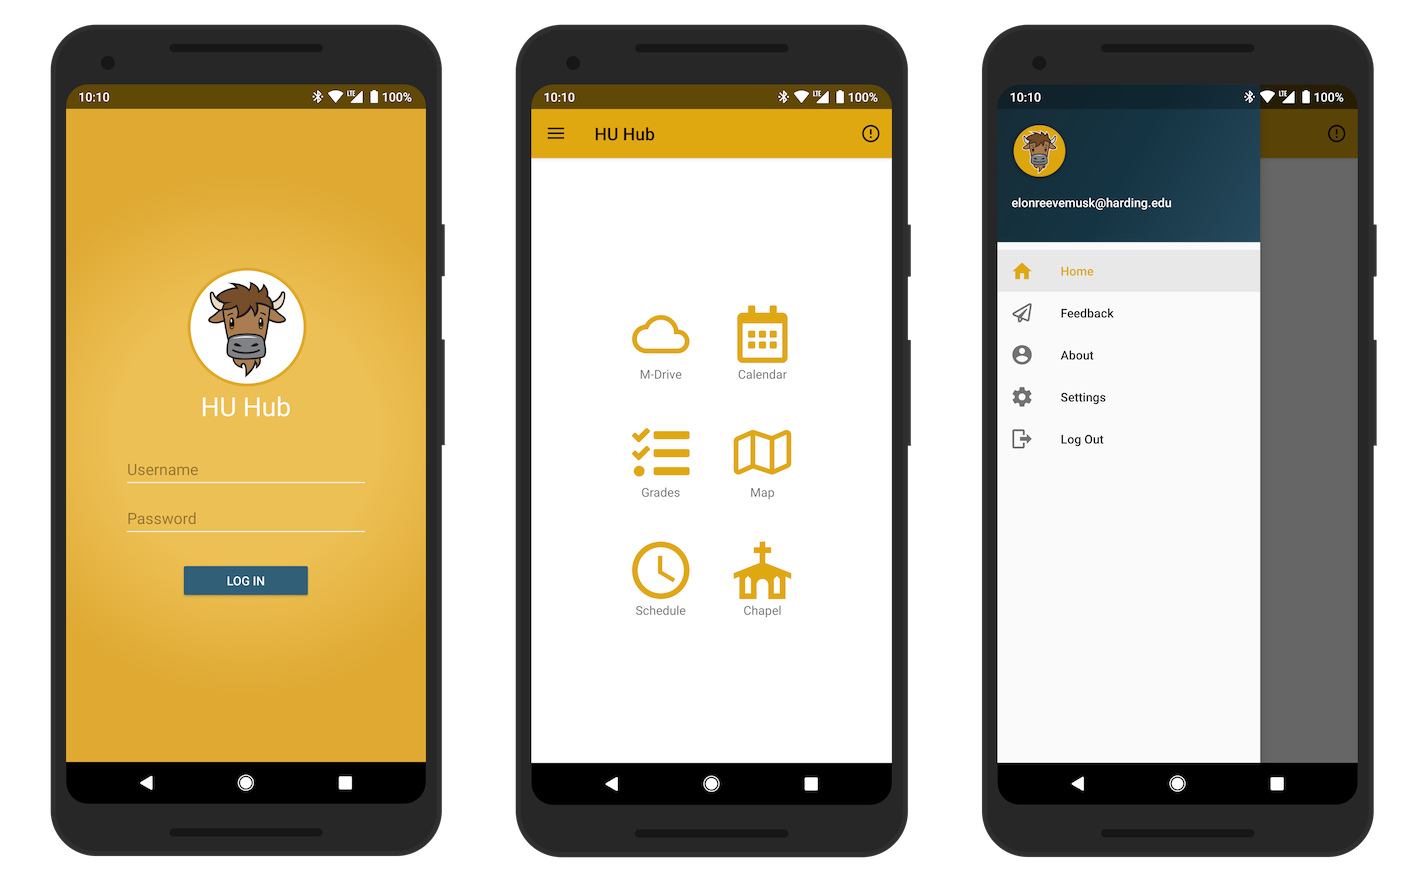 10:10
LTE
100%
HU Hub
Username
Password
LOG IN
10:10
LTE
100%
HU Hub
M-Drive
Calendar
Grades
Map
Schedule
Chapel
10:10
LTE
100%
elonreevemusk@harding.edu
Home
Feedback
About
Settings
Log Out